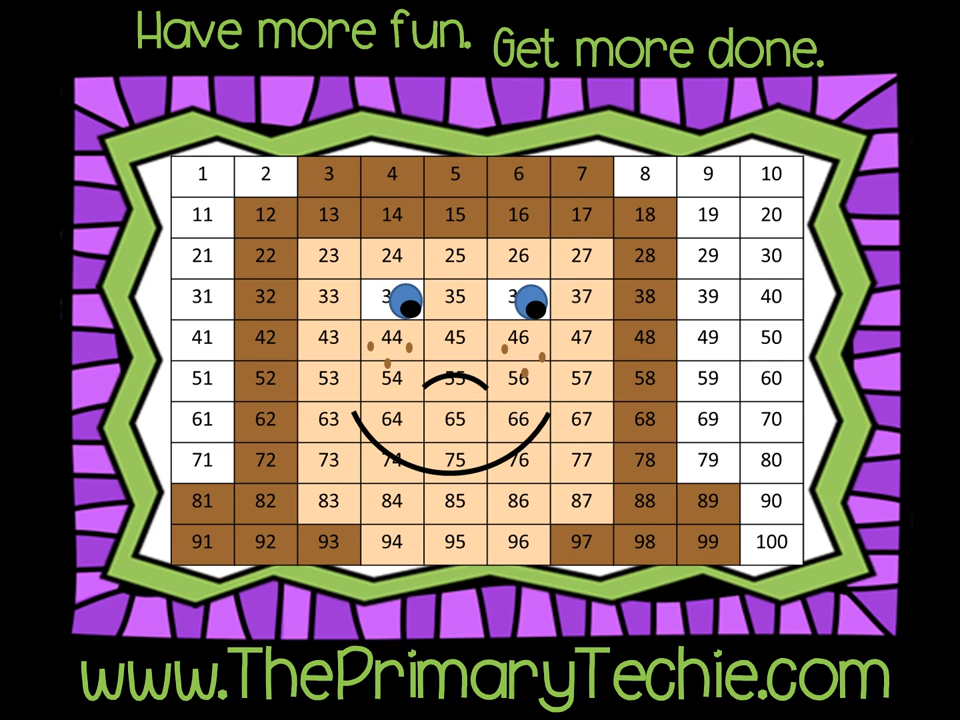 Have more fun. Get more done.
1 2 3 4 5 6 7 8 9 10
11 12 13 14 15 16 17 18 19 20
21 22 23 24 25 26 27 28 29 30
31 32 33 35 37 38 39 40
41 42 43 44 45 46 47 48 49 50
51 52 53 54 55 56 57 58 59 60
61 62 63 64 65 66 67 68 69 70
71 72 73 74 75 76 77 78 79 80
81 82 83 84 85 86 87 88 89 90
91 92 93 94 95 96 97 98 99 100
www.ThePrimaryTechie.com